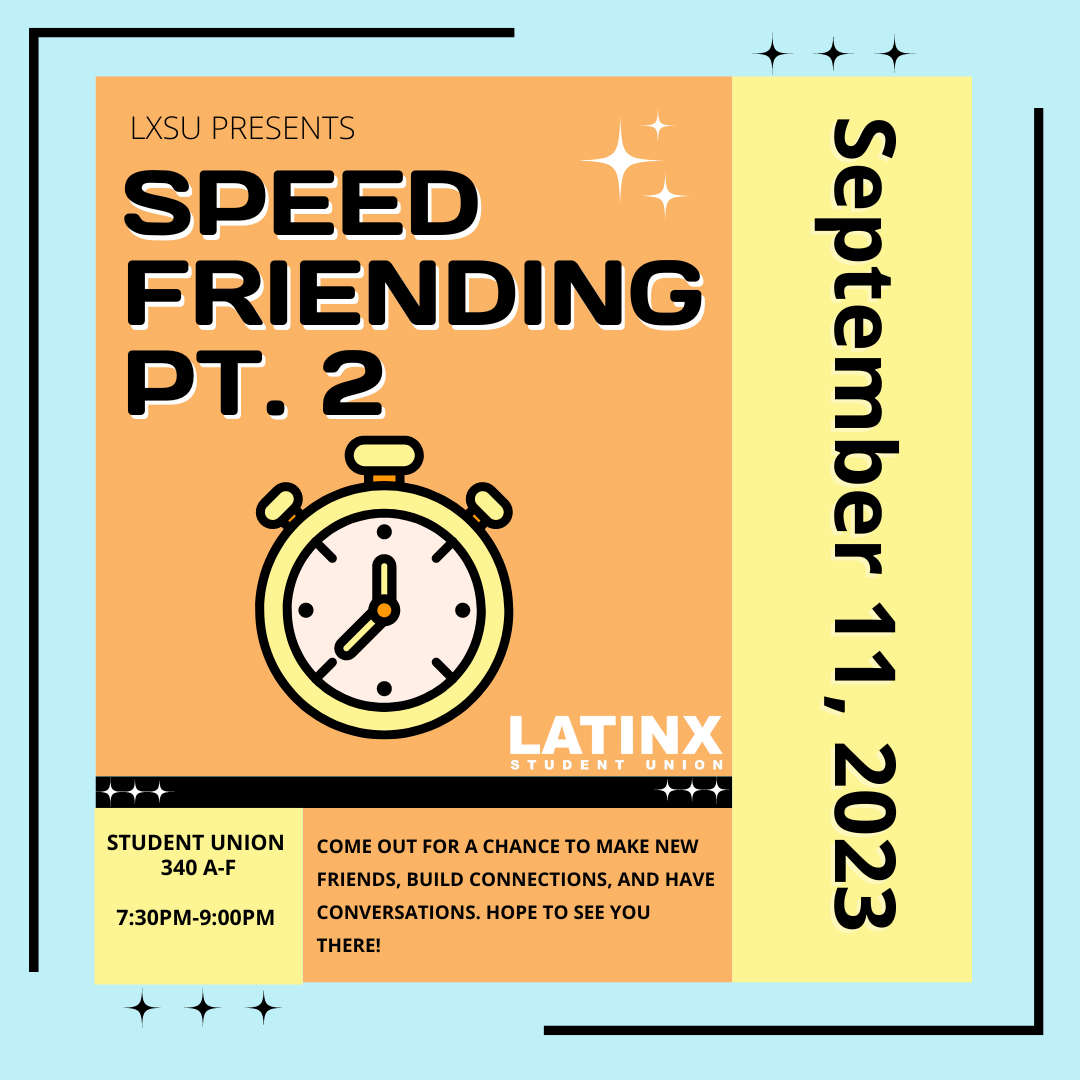 LXSU PRESENTS
SPEED
FRIENDING
PT. 2
LATINX
STUDENT UNION
September 11, 2023
STUDENT UNION
340 A-F
7:30PM-9:00PM
COME OUT FOR A CHANCE TO MAKE NEW
FRIENDS, BUILD CONNECTIONS, AND HAVE
CONVERSATIONS. HOPE TO SEE YOU
THERE!